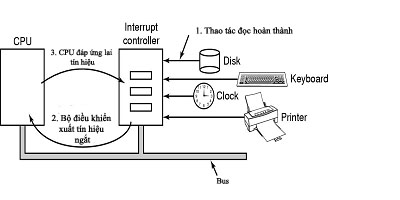 1. Thao tác đọc hoàn thành
Interrupt
controller
CPU
3. CPU đáp ứng lai
tín hiệu
Disk
Keyboard
Clock
2. Bộ điều khiển
xuất tín hiệu
ngắt
Printer
Bus